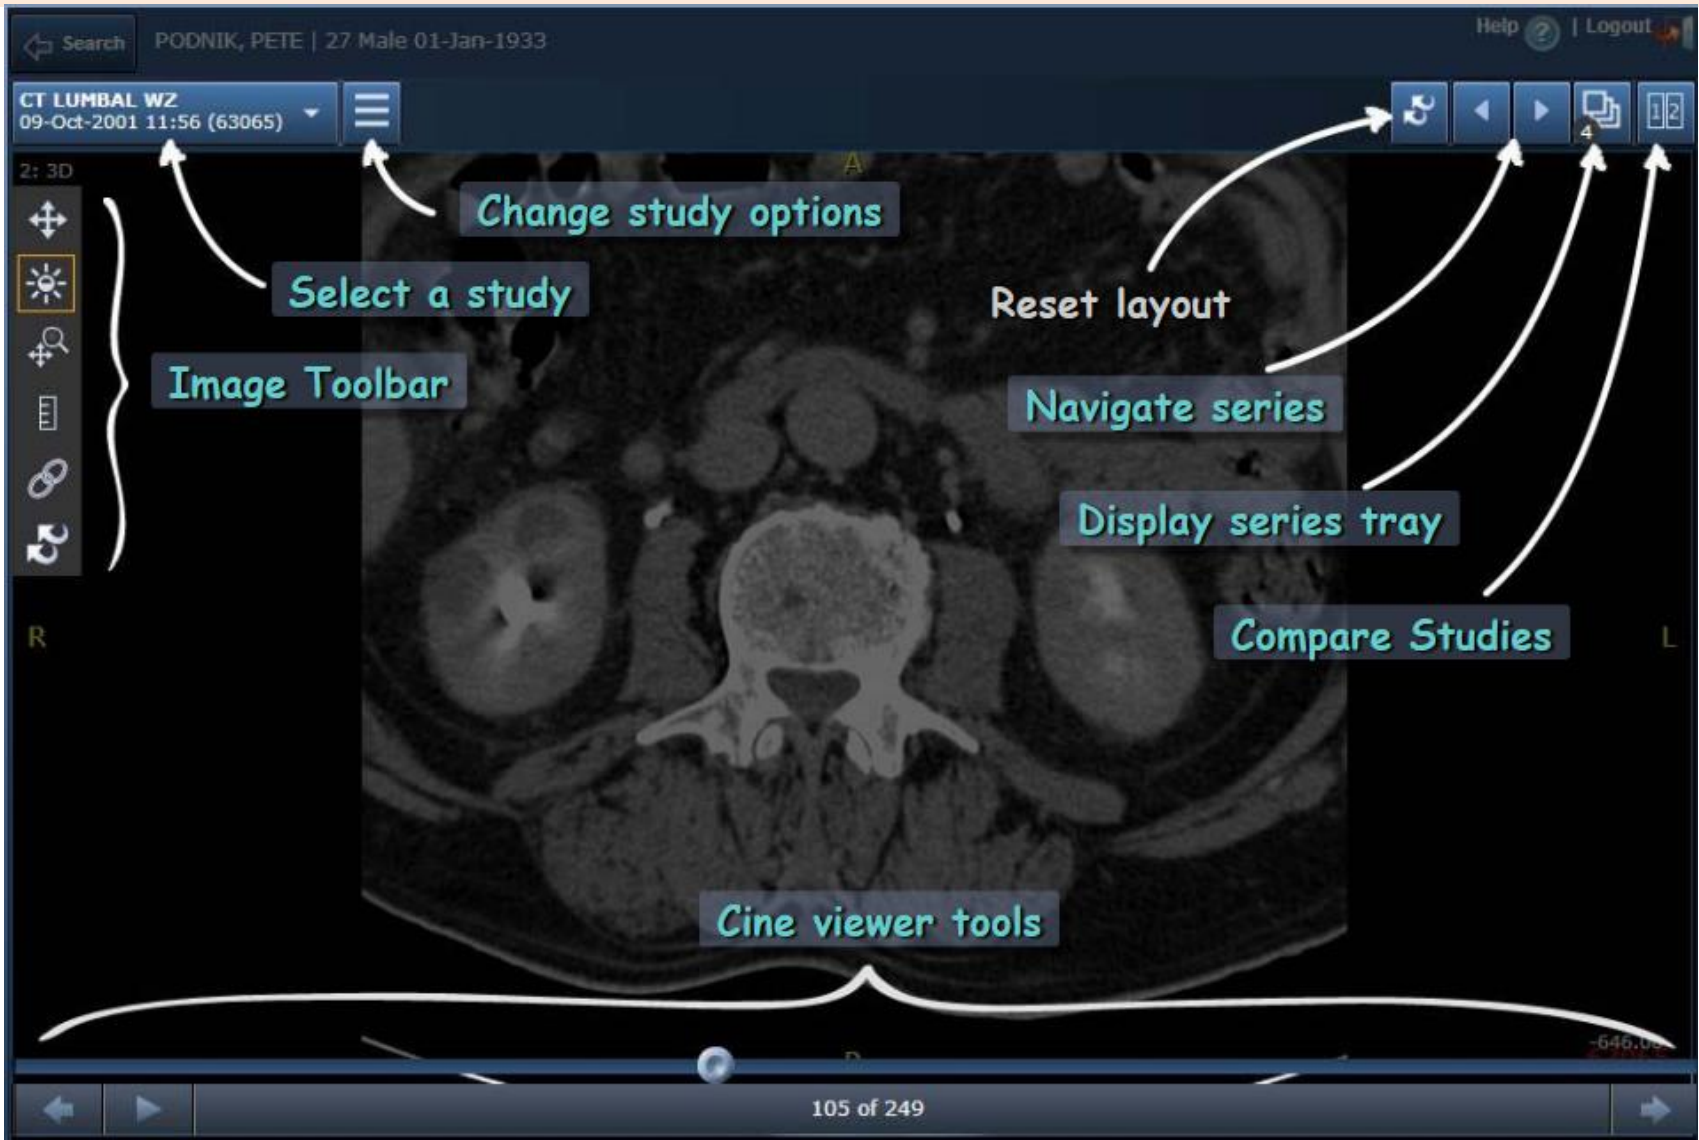 Search
PODNIK, PETE | 27 Male 01-Jan-1933
Help ? | Logout
CT LUMBAL WZ
09-Oct-2001 11:56 (63065)
4
1 2
2: 3D
A
Change study options
Select a study
Reset layout
Image Toolbar
Navigate series
Display series tray
R
Compare Studies
L
Cine viewer tools
105 of 249